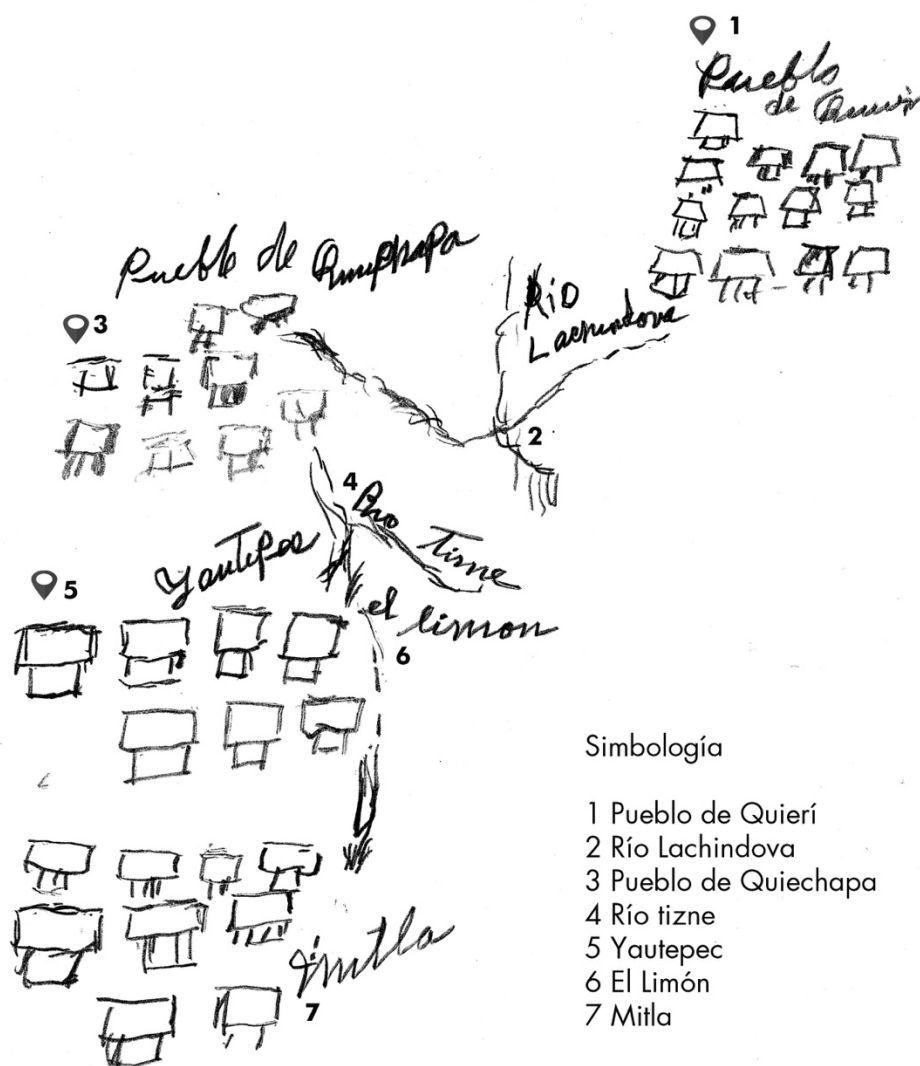 1
Pueblo
de Quieri
Pueblo de Quiechapa
3
RÍO
Lachindova
2
4
Rio
Tizne
Yautepec
5
el limon
6
mitla
7
Simbología
1 Pueblo de Quierí
2 Río Lachindova
3 Pueblo de Quiechapa
4 Río tizne
5 Yautepec
6 El Limón
7 Mitla